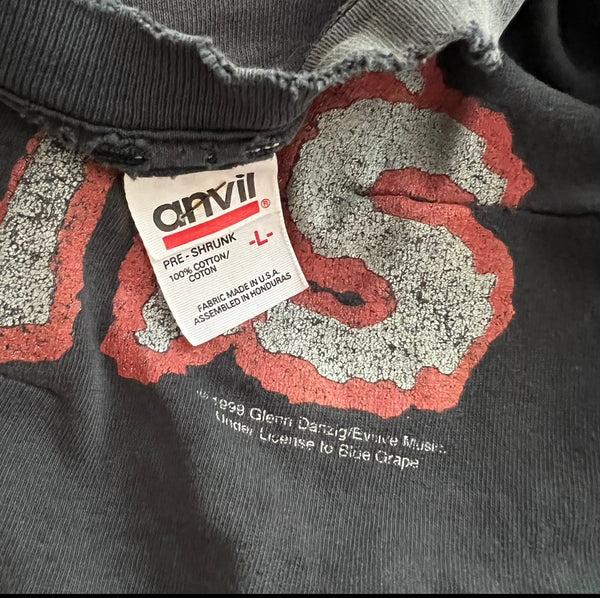 anvil®
PRE-SHRUNK -L-
100% COTTON/
COTON
FABRIC MADE IN U.S.A.
ASSEMBLED IN HONDURAS
1999 Glenn Danzig/Evilive Music.
Under License to Blue Grape